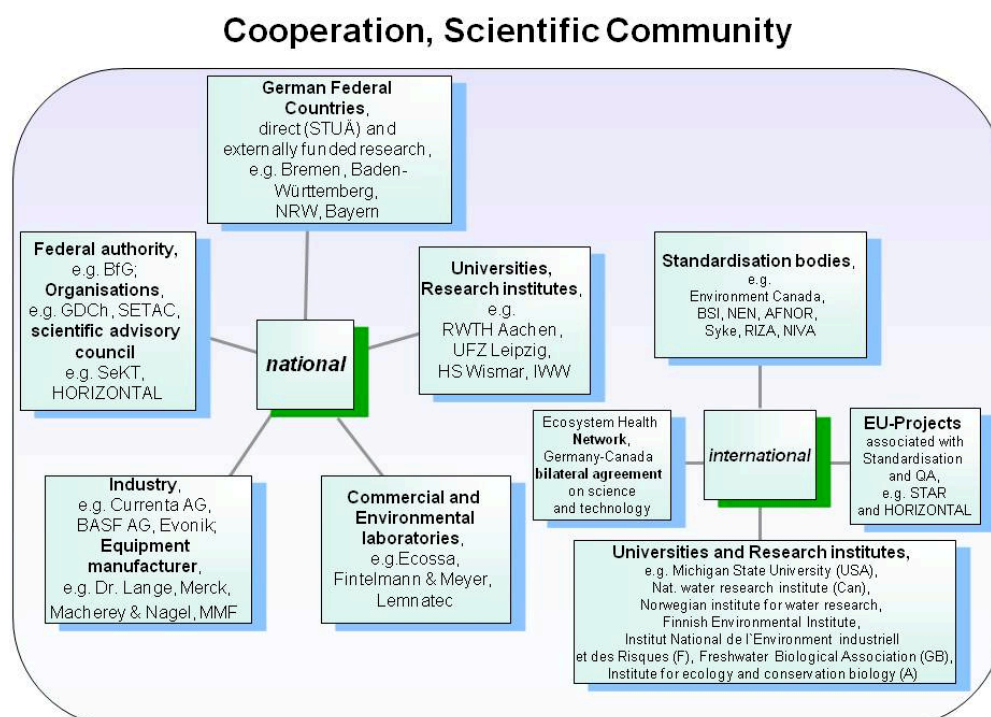 Cooperation, Scientific Community
German Federal
Countries,
direct (STUÄ) and
externally funded research,
e.g. Bremen, Baden-
Württemberg,
NRW, Bayern
Federal authority,
e.g. BfG;
Organisations,
e.g. GDCh, SETAC,
scientific advisory
council
e.g. SeKT,
HORIZONTAL
national
Universities,
Research institutes,
e.g.
RWTH Aachen,
UFZ Leipzig,
HS Wismar, IWW
Industry,
e.g. Currenta AG,
BASF AG, Evonik;
Equipment
manufacturer,
e.g. Dr. Lange, Merck,
Macherey & Nagel, MMF
Commercial and
Environmental
laboratories,
e.g.Ecossa,
Fintelmann & Meyer,
Lemnatec
Standardisation bodies,
e.g.
Environment Canada,
BSI, NEN, AFNOR,
Syke, RIZA, NIVA
Ecosystem Health
Network,
Germany-Canada
bilateral agreement
on science
and technology
international
EU-Projects
associated with
Standardisation
and QA,
e.g. STAR
and HORIZONTAL
Universities and Research institutes,
e.g. Michigan State University (USA),
Nat. water research institute (Can),
Norwegian institute for water research,
Finnish Environmental Institute,
Institut National de l`Environment industriell
et des Risques (F), Freshwater Biological Association (GB),
Institute for ecology and conservation biology (A)